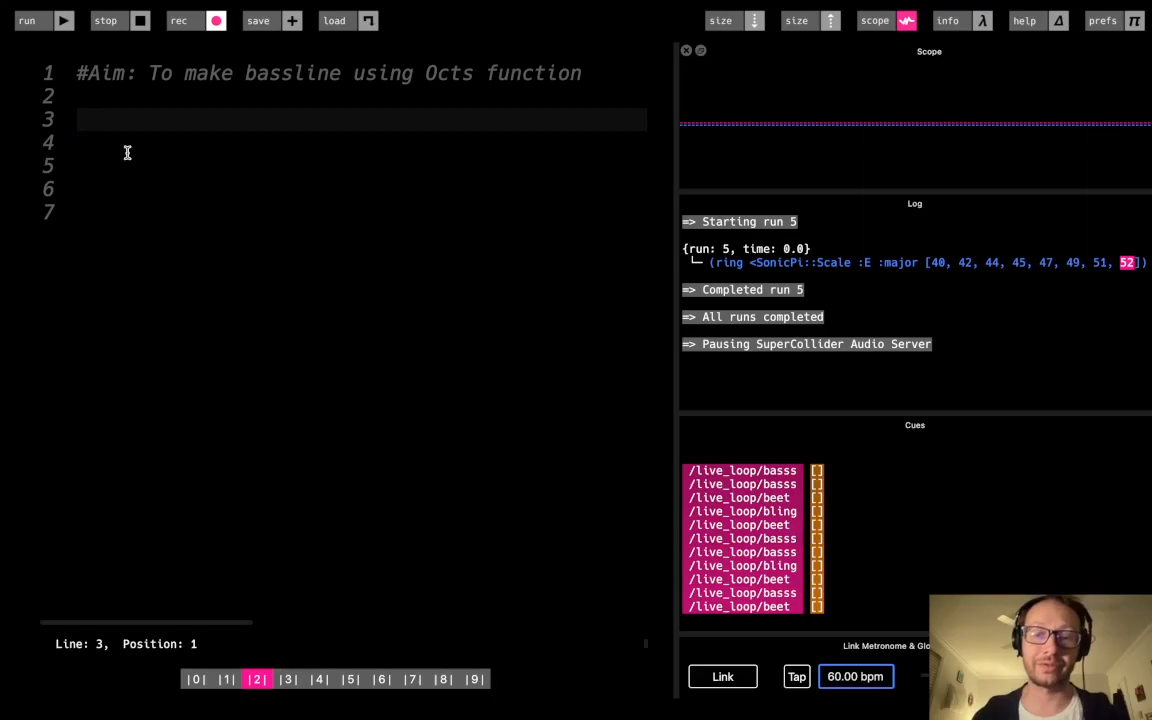 run stop rec save load size size scope info help prefs
1 #Aim: To make bassline using Octs function
2
3
4
5
6
7
Line: 3, Position: 1
|0| |1| |2| |3| |4| |5| |6| |7| |8| |9|
Scope
Log
=> Starting run 5
{run: 5, time: 0.0}
└─ (ring <SonicPi::Scale :E :major [40, 42, 44, 45, 47, 49, 51, 52])
=> Completed run 5
=> All runs completed
=> Pausing SuperCollider Audio Server
Cues
/live_loop/basss []
/live_loop/basss []
/live_loop/beet []
/live_loop/bling []
/live_loop/beet []
/live_loop/basss []
/live_loop/basss []
/live_loop/bling []
/live_loop/beet []
/live_loop/basss []
/live_loop/beet []
Link Metronome & Glo
Link Tap 60.00 bpm